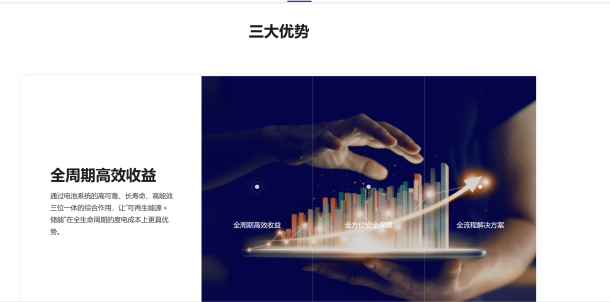 三大优势
全周期高效收益
通过电池系统的高可靠、长寿命、高能效
三位一体的综合作用，让“可再生能源 +
储能”在全生命周期的度电成本上更具优
势。
全周期高效收益
全方位安全保障
全流程解决方案